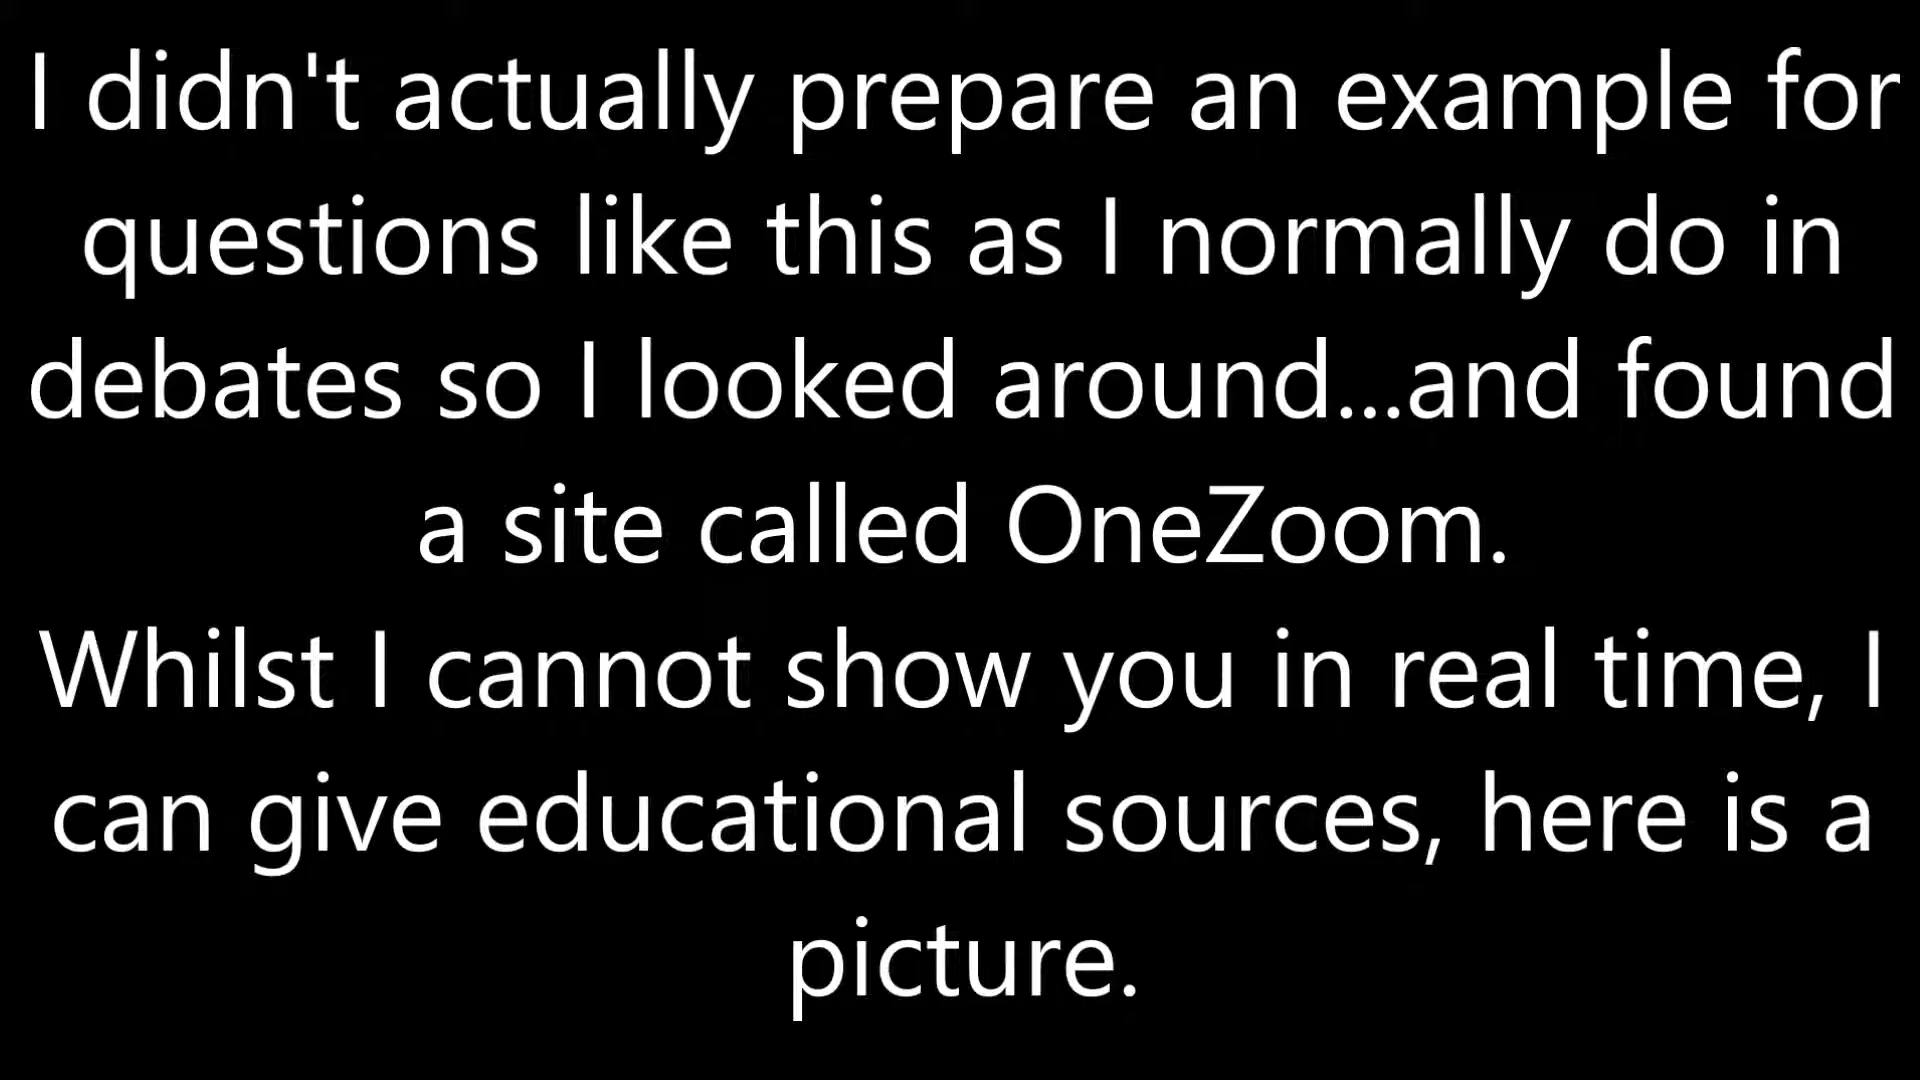 I didn't actually prepare an example for
questions like this as I normally do in
debates so I looked around...and found
a site called OneZoom.
Whilst I cannot show you in real time, I
can give educational sources, here is a
picture.